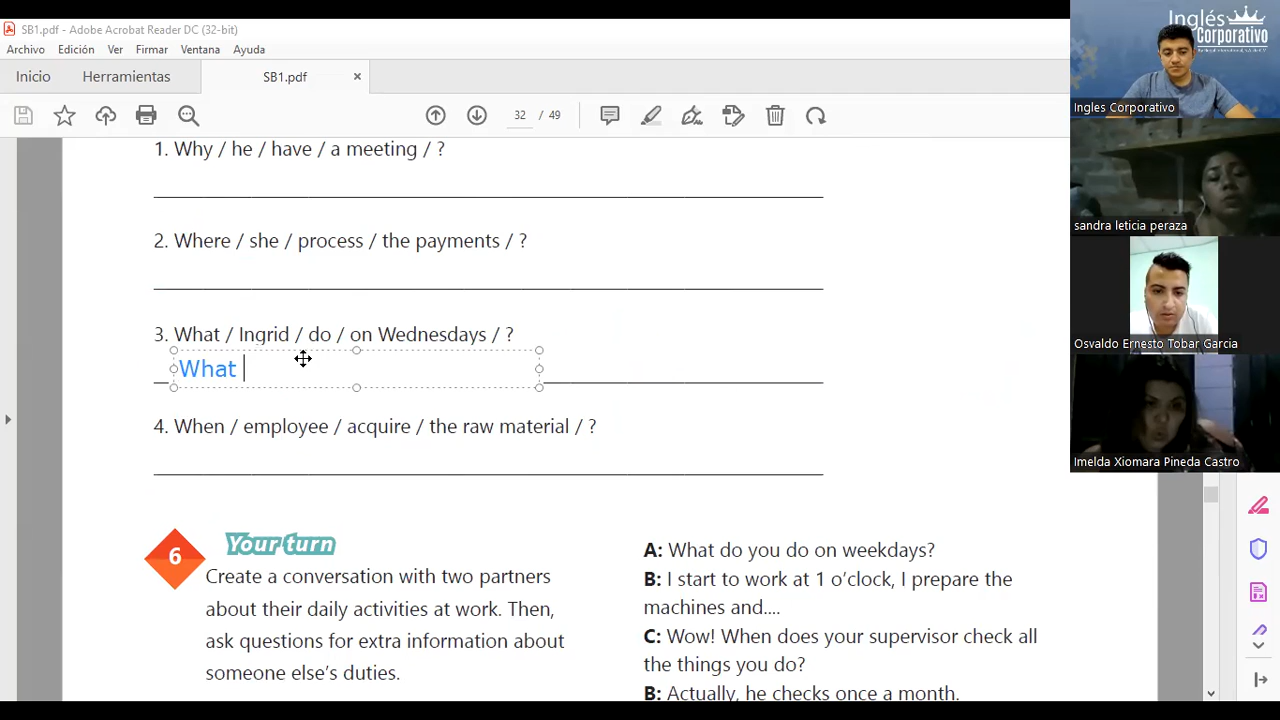 SB1.pdf - Adobe Acrobat Reader DC (32-bit)
Archivo Edición Ver Firmar Ventana Ayuda
Inicio Herramientas SB1.pdf ×
32 / 49
1. Why / he / have / a meeting / ?
2. Where / she / process / the payments / ?
3. What / Ingrid / do / on Wednesdays / ?
What
4. When / employee / acquire / the raw material / ?
6 Your turn
Create a conversation with two partners
about their daily activities at work. Then,
ask questions for extra information about
someone else's duties.
A: What do you do on weekdays?
B: I start to work at 1 o'clock, I prepare the
machines and....
C: Wow! When does your supervisor check all
the things you do?
B: Actually, he checks once a month.
Inglés
Corporativo
Ingles Corporativo
sandra leticia peraza
Osvaldo Ernesto Tobar Garcia
Imelda Xiomara Pineda Castro